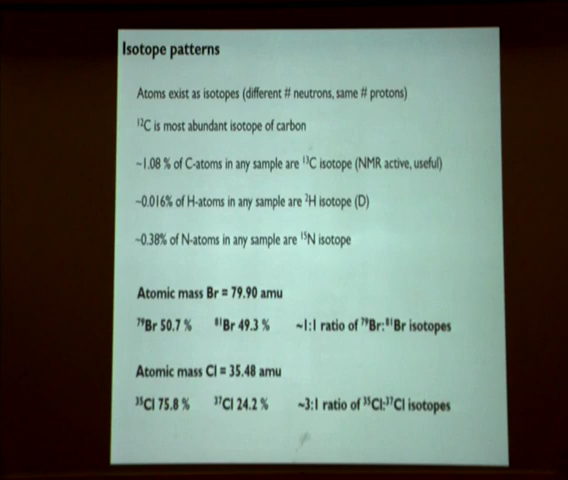 Isotope patterns
Atoms exist as isotopes (different # neutrons, same # protons)
¹²C is most abundant isotope of carbon
~1.08 % of C-atoms in any sample are ¹³C isotope (NMR active, useful)
~0.016% of H-atoms in any sample are ²H isotope (D)
~0.38% of N-atoms in any sample are ¹⁵N isotope
Atomic mass Br = 79.90 amu
⁷⁹Br 50.7 % ⁸¹Br 49.3 % ~1:1 ratio of ⁷⁹Br:⁸¹Br isotopes
Atomic mass Cl = 35.48 amu
³⁵Cl 75.8 % ³⁷Cl 24.2 % ~3:1 ratio of ³⁵Cl:³⁷Cl isotopes